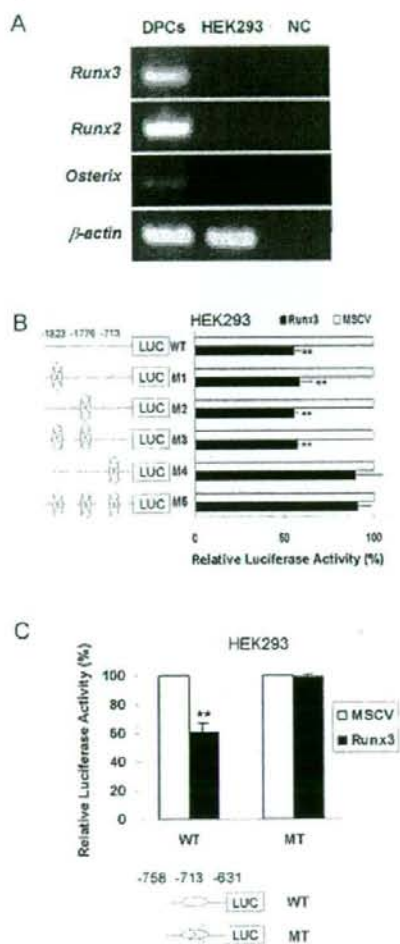 A
DPCs HEK293 NC
Runx3
Runx2
Osterix
β-actin
B
-1823 -1776 -713
HEK293
Runx3 MSCV
LUC WT
**
LUC M1
**
LUC M2
**
LUC M3
**
LUC M4
LUC M5
0 50 100
Relative Luciferase Activity (%)
C
HEK293
Relative Luciferase Activity (%)
100
80
60
40
20
0
**
MSCV
Runx3
WT MT
-758 -713 -631
LUC WT
LUC MT